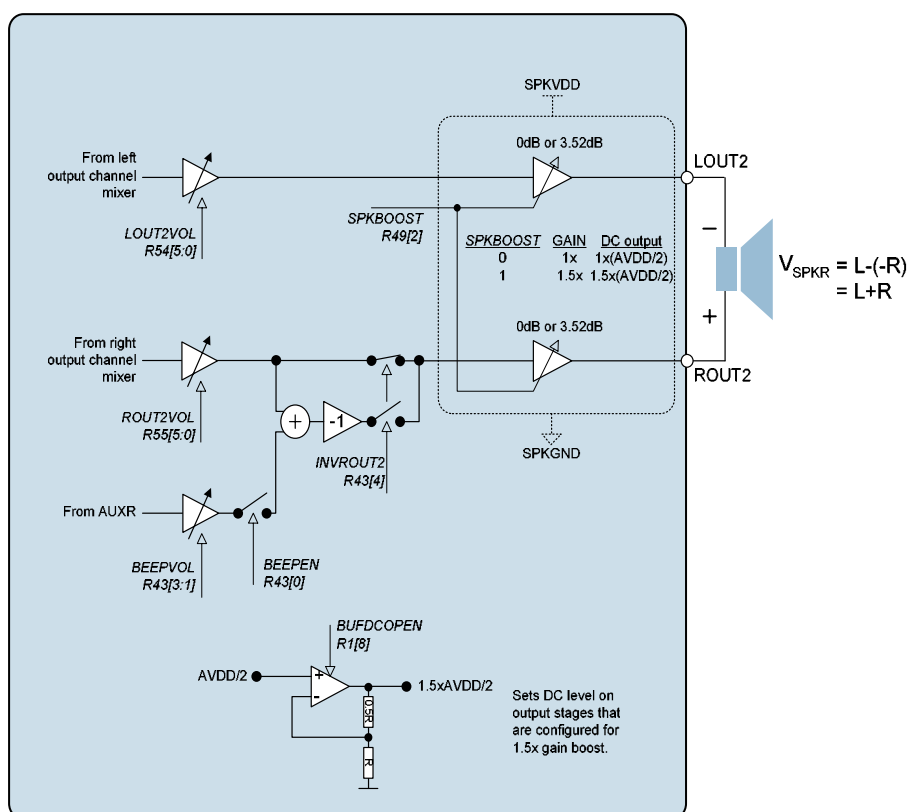 SPKVDD
0dB or 3.52dB
LOUT2
From left
output channel
mixer
LOUT2VOL
R54[5:0]
SPKBOOST
R49[2]
SPKBOOST GAIN DC output
0 1x 1x(AVDD/2)
1 1.5x 1.5x(AVDD/2)
−
+
VSPKR = L-(-R)
= L+R
0dB or 3.52dB
From right
output channel
mixer
ROUT2
ROUT2VOL
R55[5:0]
+
-1
INVROUT2
R43[4]
SPKGND
From AUXR
BEEPVOL
R43[3:1]
BEEPEN
R43[0]
BUFDCOPEN
R1[8]
AVDD/2
+
-
1.5xAVDD/2
0.5R
R
Sets DC level on
output stages that
are configured for
1.5x gain boost.